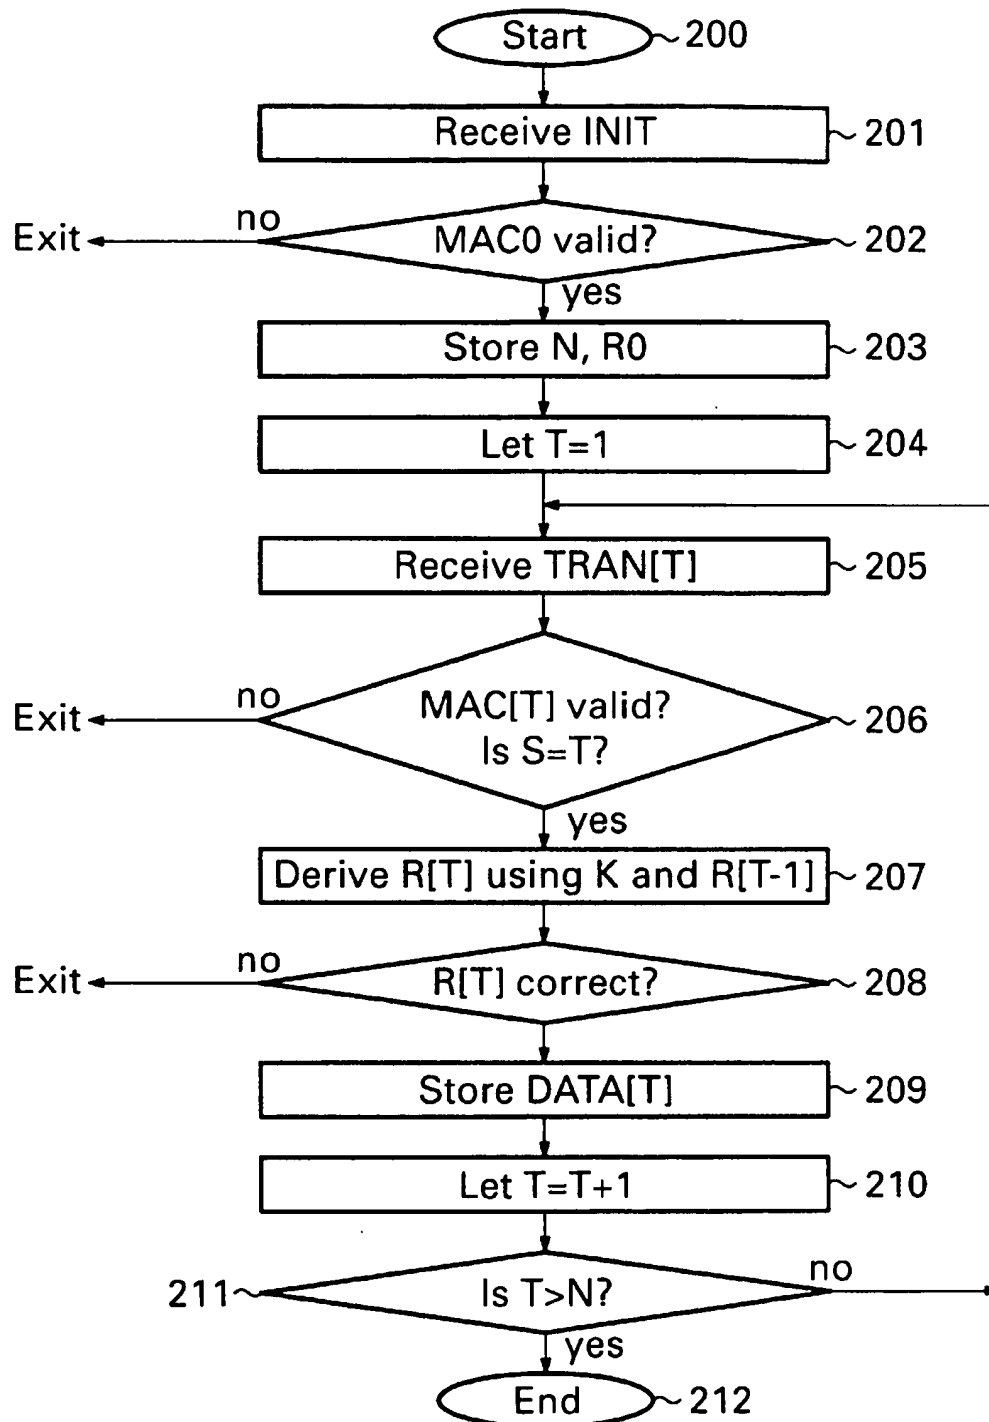 Start 200
Receive INIT 201
no
Exit MAC0 valid? 202
yes
Store N, R0 203
Let T=1 204
Receive TRAN[T] 205
no
MAC[T] valid?
Exit 206
Is S=T?
yes
Derive R[T] using K and R[T-1] 207
no
Exit R[T] correct? 208
Store DATA[T] 209
Let T=T+1 210
no
211 Is T>N?
yes
End 212